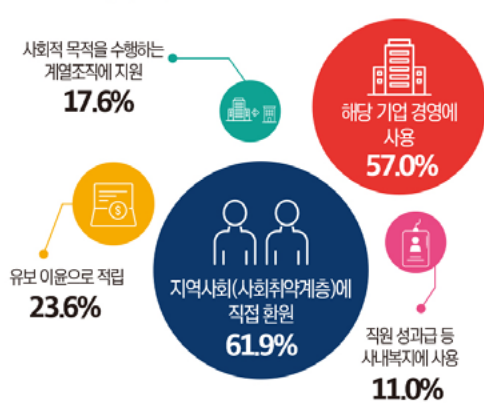 사회적 목적을 수행하는
계열조직에 지원
17.6%
해당 기업 경영에
사용
57.0%
유보 이윤으로 적립
23.6%
지역사회(사회취약계층)에
직접 환원
61.9%
직원 성과급 등
사내복지에 사용
11.0%